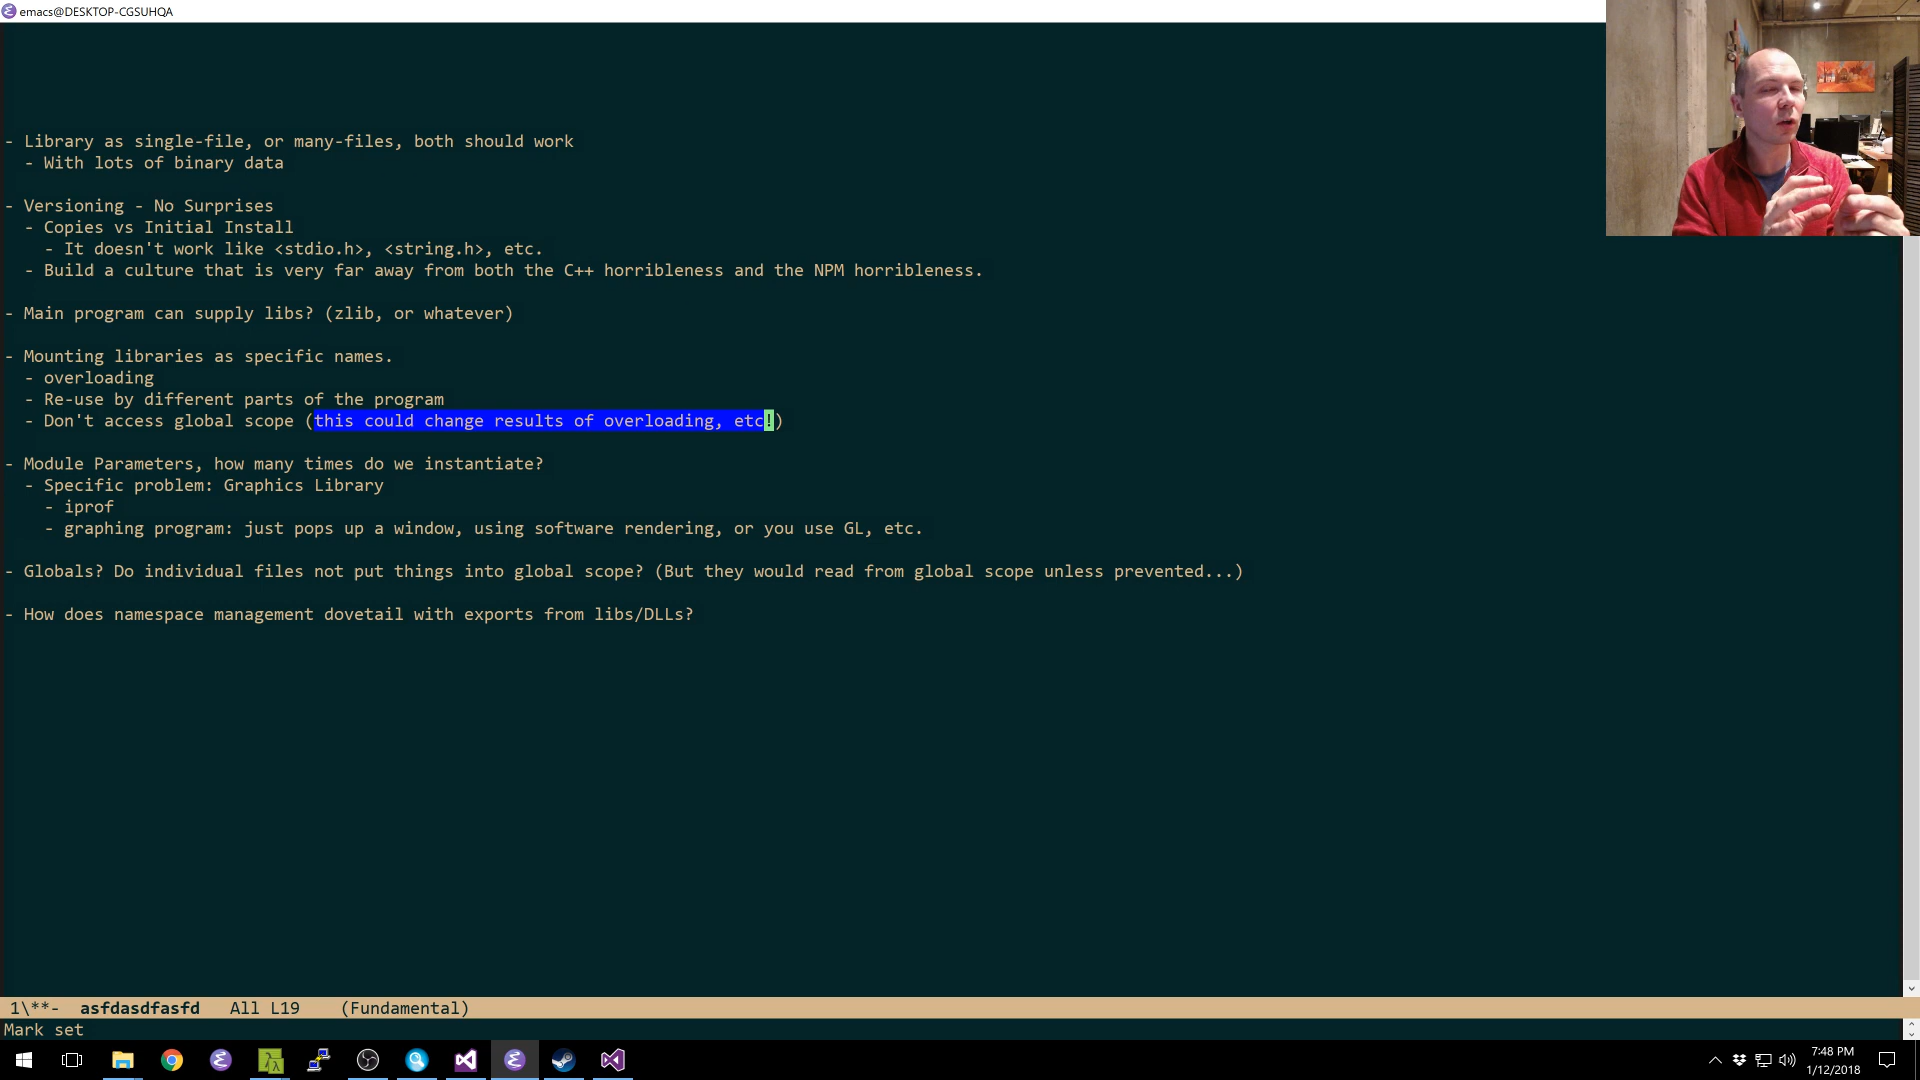 emacs@DESKTOP-CGSUHQA
- Library as single-file, or many-files, both should work
- With lots of binary data
- Versioning - No Surprises
- Copies vs Initial Install
- It doesn't work like <stdio.h>, <string.h>, etc.
- Build a culture that is very far away from both the C++ horribleness and the NPM horribleness.
- Main program can supply libs? (zlib, or whatever)
- Mounting libraries as specific names.
- overloading
- Re-use by different parts of the program
- Don't access global scope (this could change results of overloading, etc!)
- Module Parameters, how many times do we instantiate?
- Specific problem: Graphics Library
- iprof
- graphing program: just pops up a window, using software rendering, or you use GL, etc.
- Globals? Do individual files not put things into global scope? (But they would read from global scope unless prevented...)
- How does namespace management dovetail with exports from libs/DLLs?
1\**-  asfdasdfasfd   All L19    (Fundamental)
Mark set
7:48 PM
1/12/2018